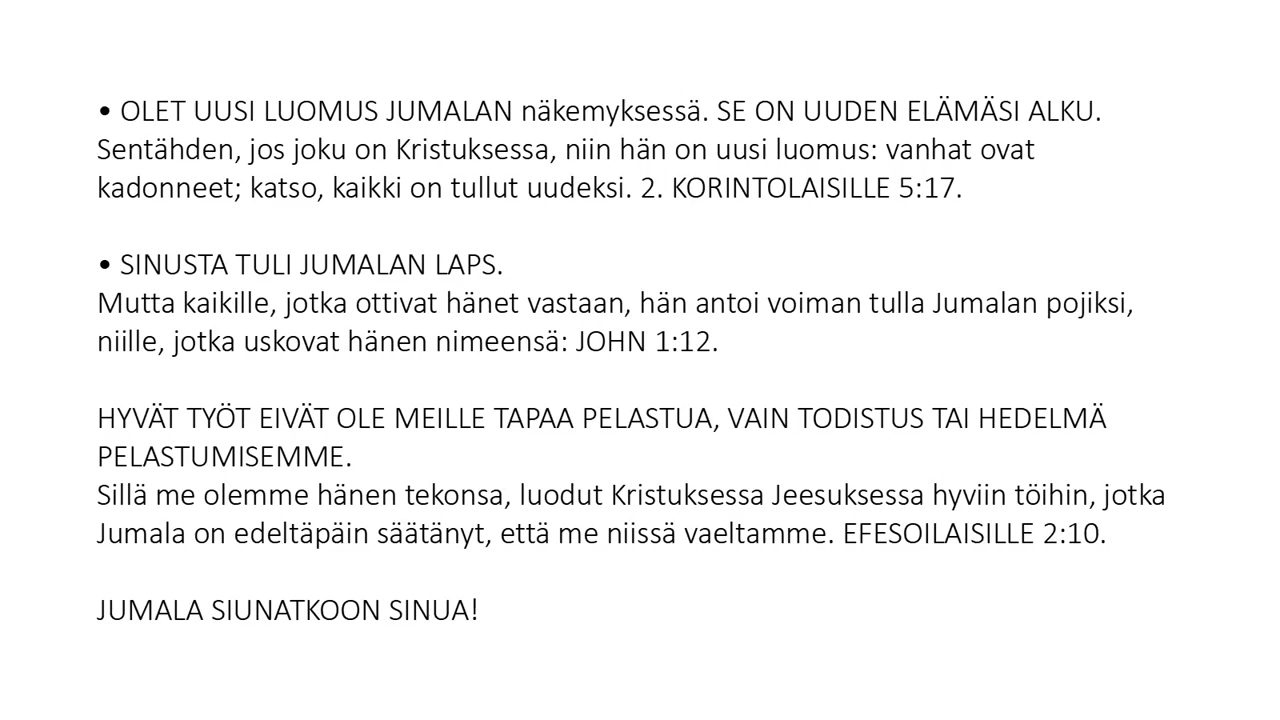 • OLET UUSI LUOMUS JUMALAN näkemyksessä. SE ON UUDEN ELÄMÄSI ALKU.
Sentähden, jos joku on Kristuksessa, niin hän on uusi luomus: vanhat ovat
kadonneet; katso, kaikki on tullut uudeksi. 2. KORINTOLAISILLE 5:17.
• SINUSTA TULI JUMALAN LAPS.
Mutta kaikille, jotka ottivat hänet vastaan, hän antoi voiman tulla Jumalan pojiksi,
niille, jotka uskovat hänen nimeensä: JOHN 1:12.
HYVÄT TYÖT EIVÄT OLE MEILLE TAPAA PELASTUA, VAIN TODISTUS TAI HEDELMÄ
PELASTUMISEMME.
Sillä me olemme hänen tekonsa, luodut Kristuksessa Jeesuksessa hyviin töihin, jotka
Jumala on edeltäpäin säätänyt, että me niissä vaeltamme. EFESOILAISILLE 2:10.
JUMALA SIUNATKOON SINUA!